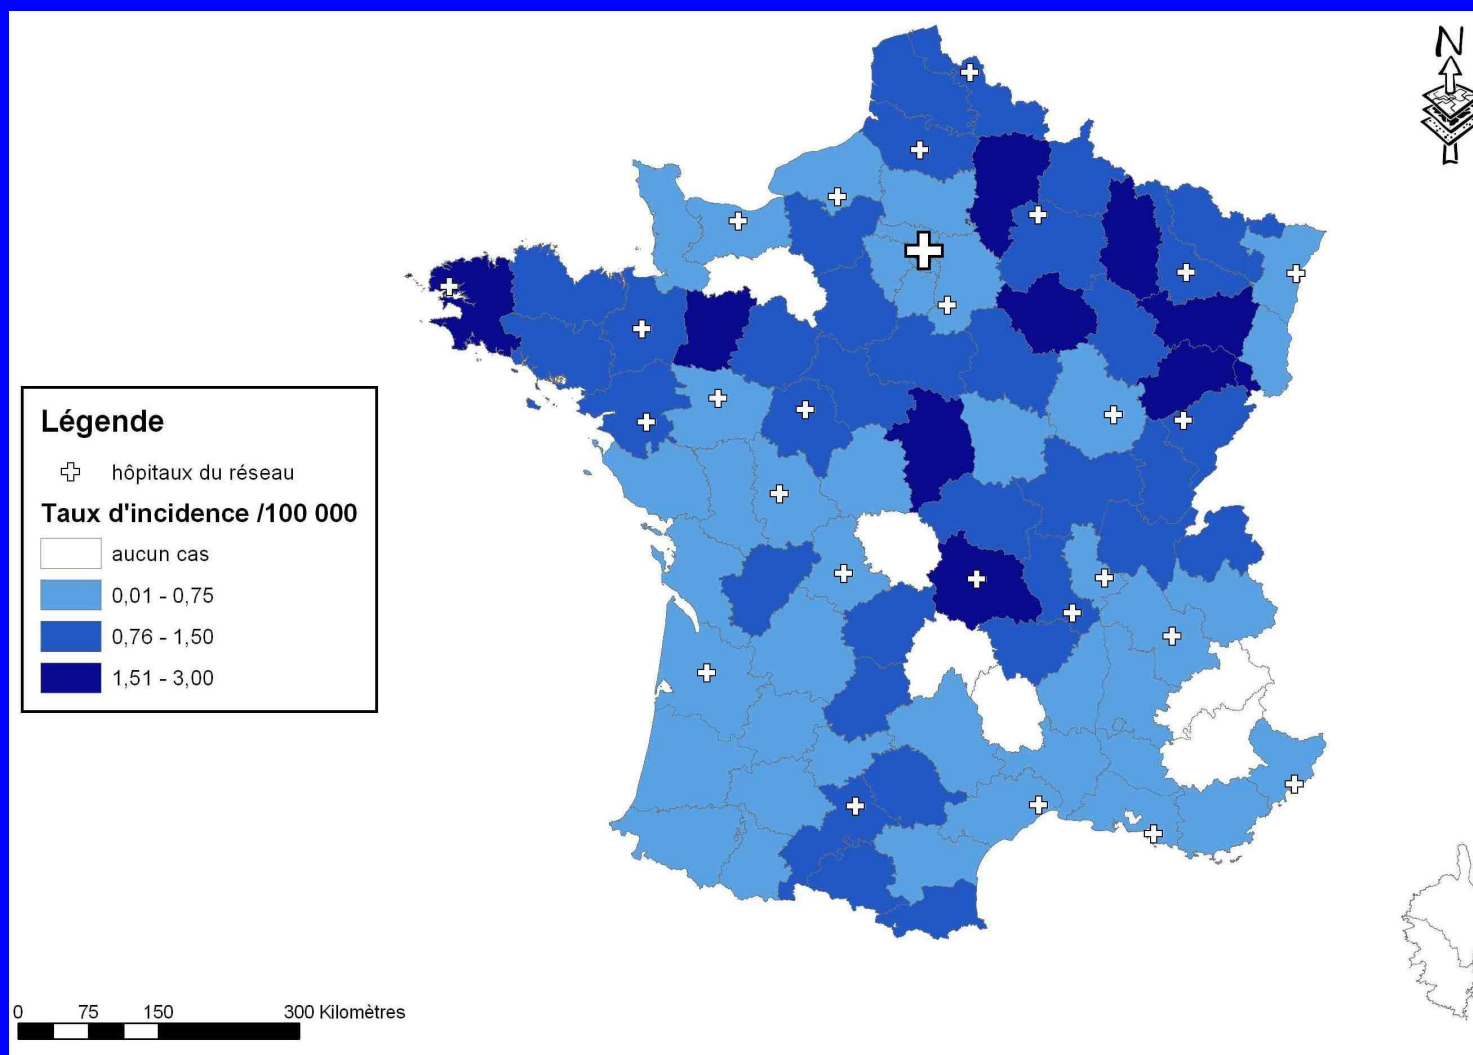 N
Légende
hôpitaux du réseau
Taux d'incidence /100 000
aucun cas
0,01 - 0,75
0,76 - 1,50
1,51 - 3,00
0 75 150 300 Kilomètres